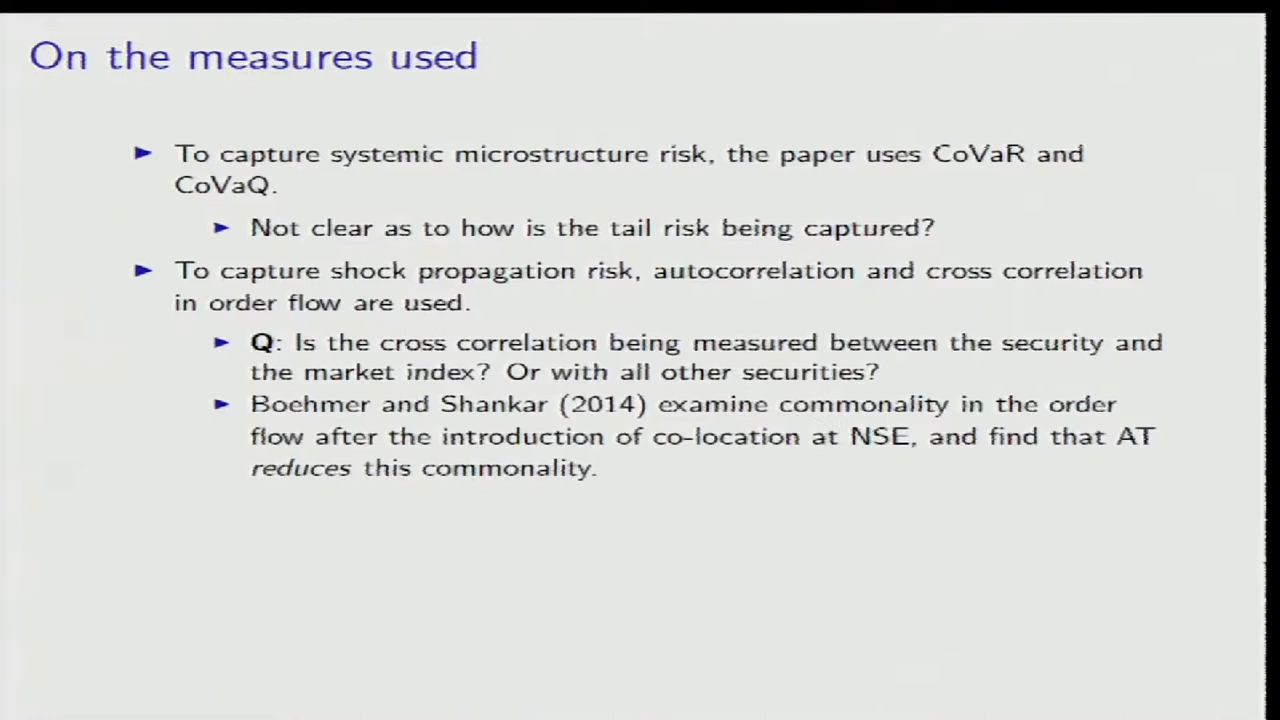 On the measures used
► To capture systemic microstructure risk, the paper uses CoVaR and
CoVaQ.
► Not clear as to how is the tail risk being captured?
► To capture shock propagation risk, autocorrelation and cross correlation
in order flow are used.
► Q: Is the cross correlation being measured between the security and
the market index? Or with all other securities?
► Boehmer and Shankar (2014) examine commonality in the order
flow after the introduction of co-location at NSE, and find that AT
reduces this commonality.